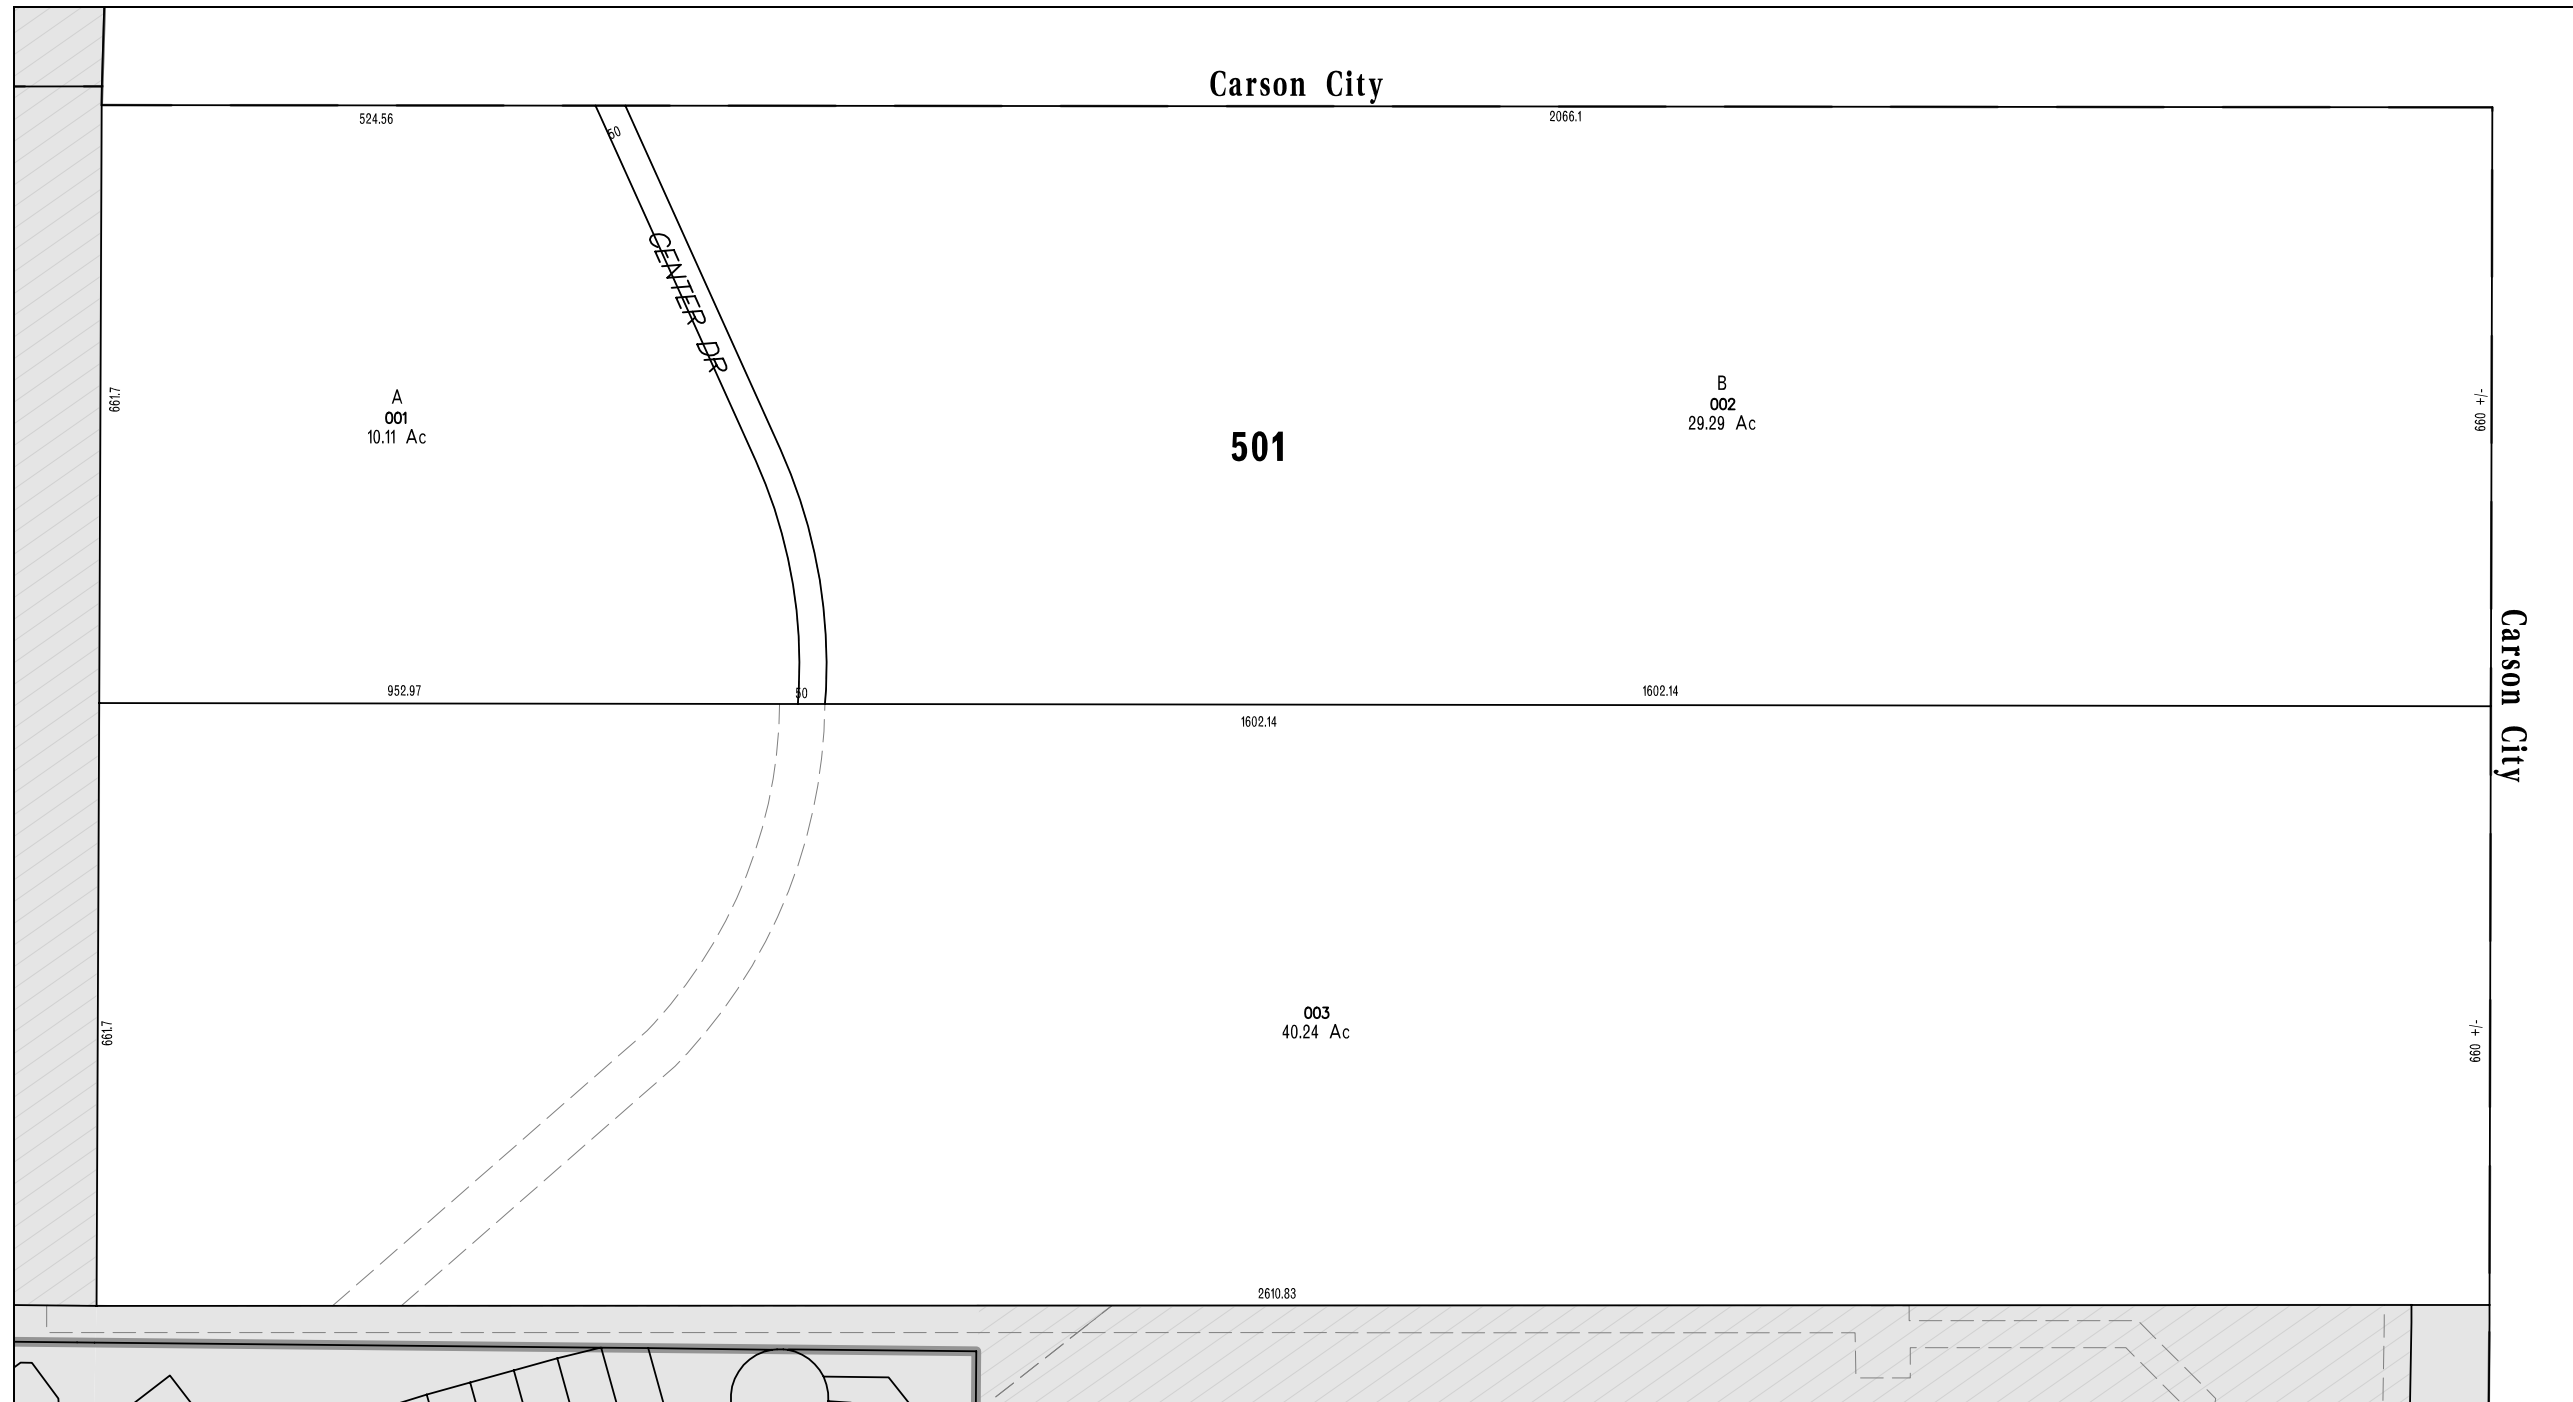 Carson City
524.56
2066.1
50
CENTER DR
A
001
10.11 Ac
B
002
29.29 Ac
501
661.7
660 +/-
952.97
50
1602.14
1602.14
Carson City
003
40.24 Ac
661.7
660 +/-
2610.83